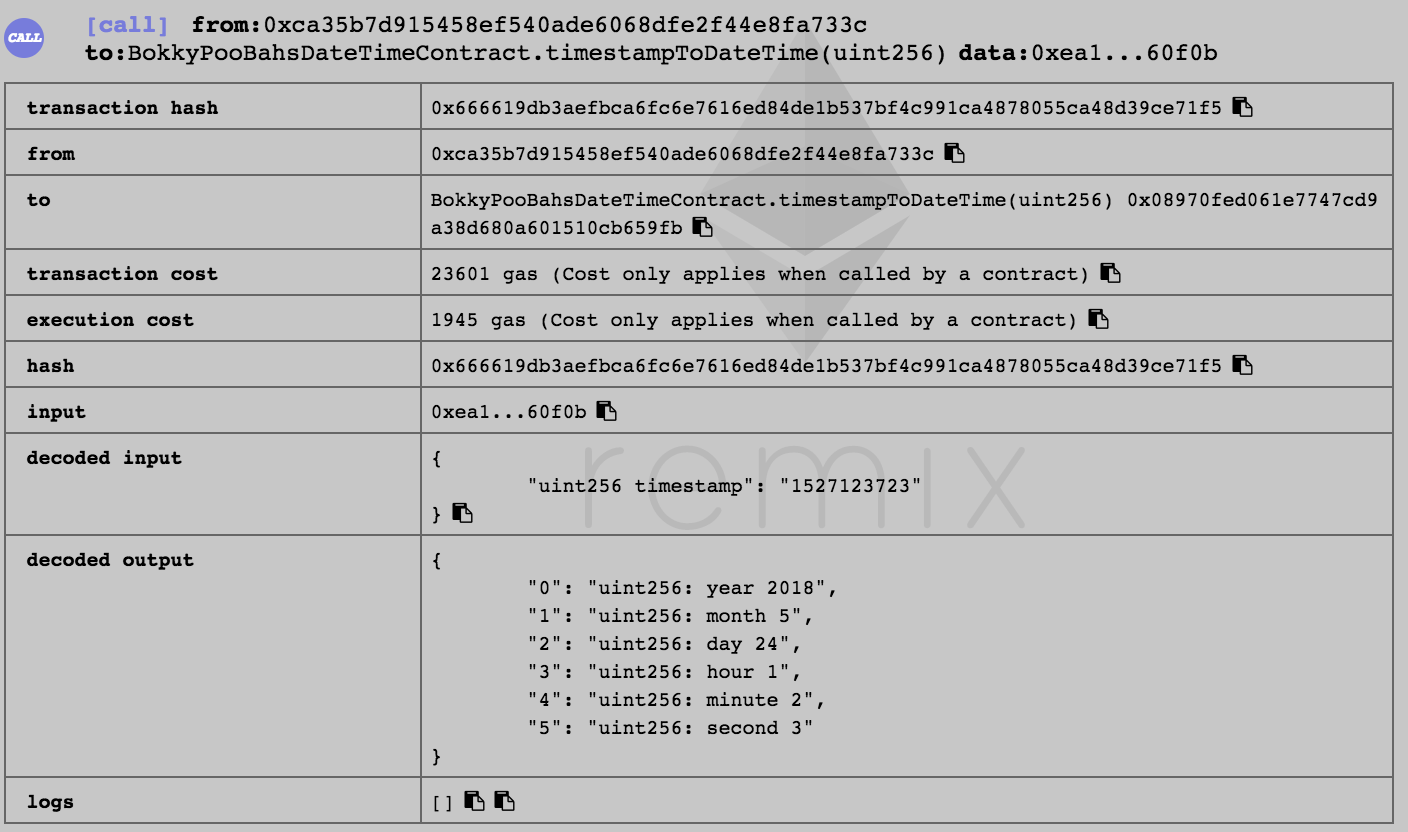 CALL
[call] from:0xca35b7d915458ef540ade6068dfe2f44e8fa733c
to:BokkyPooBahsDateTimeContract.timestampToDateTime(uint256) data:0xea1...60f0b
transaction hash 0x666619db3aefbca6fc6e7616ed84de1b537bf4c991ca4878055ca48d39ce71f5
from 0xca35b7d915458ef540ade6068dfe2f44e8fa733c
to BokkyPooBahsDateTimeContract.timestampToDateTime(uint256) 0x08970fed061e7747cd9
a38d680a601510cb659fb
transaction cost 23601 gas (Cost only applies when called by a contract)
execution cost 1945 gas (Cost only applies when called by a contract)
hash 0x666619db3aefbca6fc6e7616ed84de1b537bf4c991ca4878055ca48d39ce71f5
input 0xea1...60f0b
decoded input {
"uint256 timestamp": "1527123723"
}
remix
decoded output {
"0": "uint256: year 2018",
"1": "uint256: month 5",
"2": "uint256: day 24",
"3": "uint256: hour 1",
"4": "uint256: minute 2",
"5": "uint256: second 3"
}
logs []